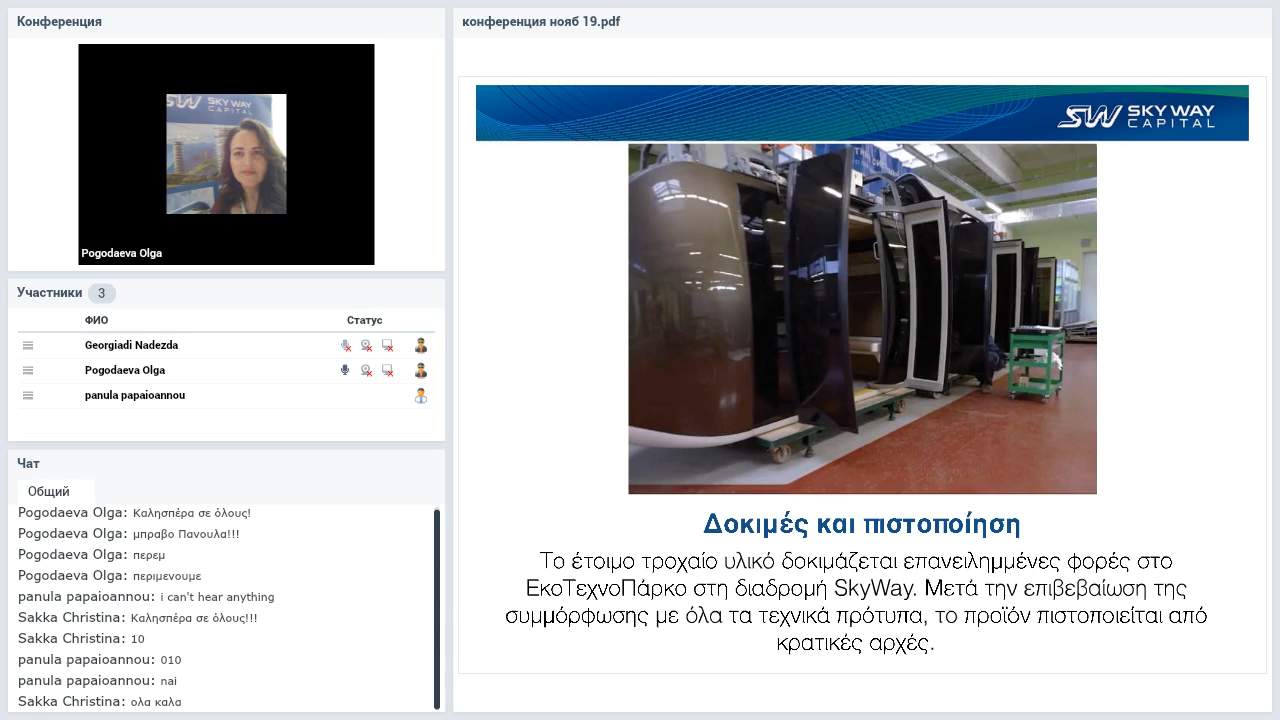 Конференция
SW SKY WAY
CAPITAL
Pogodaeva Olga
Участники 3
ФИО Статус
Georgiadi Nadezda
Pogodaeva Olga
panula papaioannou
Чат
Общий
Pogodaeva Olga: Καλησπέρα σε όλους!
Pogodaeva Olga: μπραβο Πανουλα!!!
Pogodaeva Olga: περεμ
Pogodaeva Olga: περιμενουμε
panula papaioannou: i can't hear anything
Sakka Christina: Καλησπέρα σε όλους!!!
Sakka Christina: 10
panula papaioannou: 010
panula papaioannou: nai
Sakka Christina: ολα καλα
конференция нояб 19.pdf
SW SKY WAY
CAPITAL
Δοκιμές και πιστοποίηση
Το έτοιμο τροχαίο υλικό δοκιμάζεται επανειλημμένες φορές στο
ΕκοΤεχνοΠάρκο στη διαδρομή SkyWay. Μετά την επιβεβαίωση της
συμμόρφωσης με όλα τα τεχνικά πρότυπα, το προϊόν πιστοποιείται από
κρατικές αρχές.